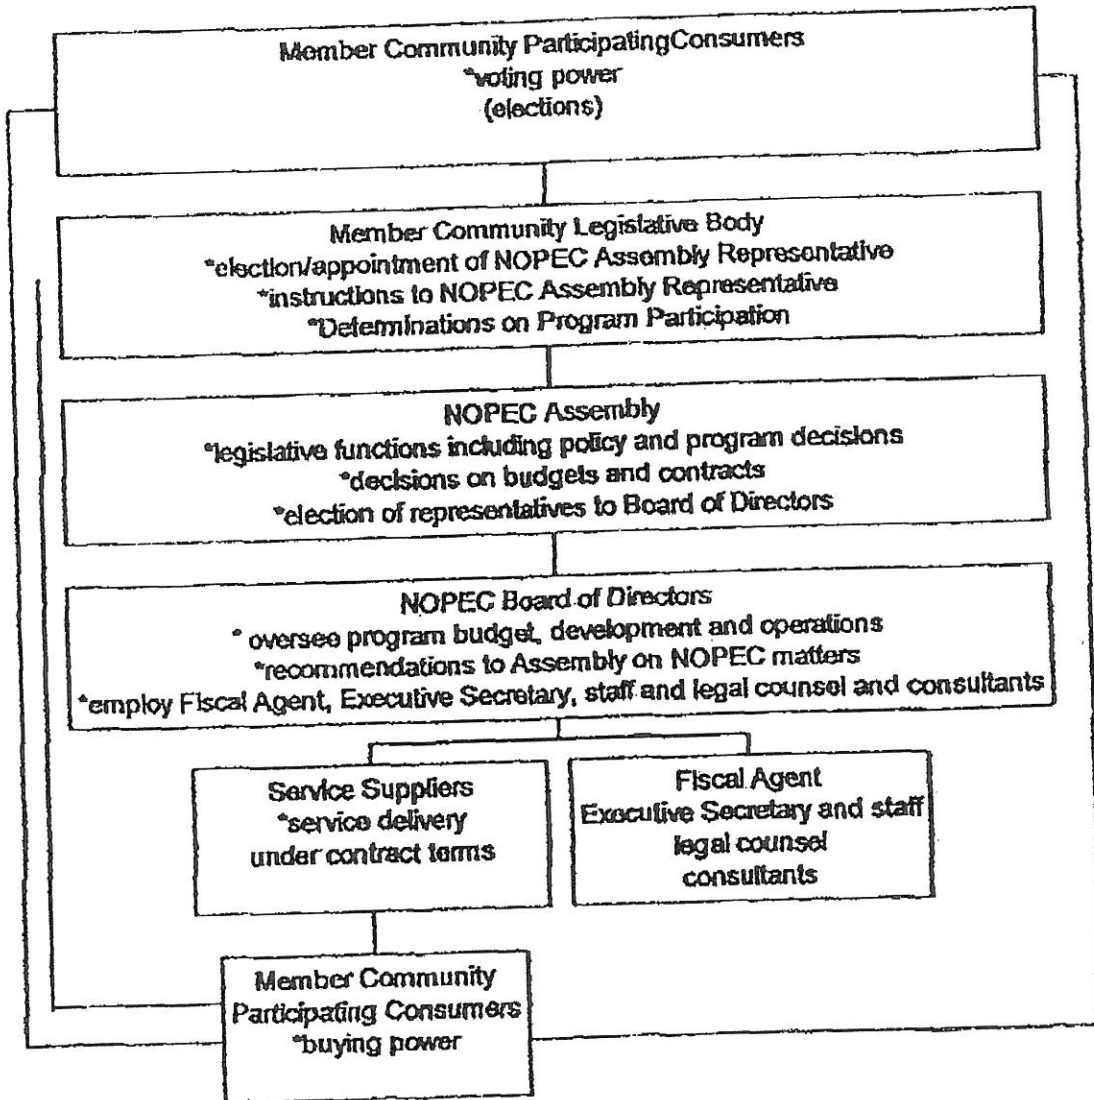 Member Community ParticipatingConsumers
*voting power
(elections)
Member Community Legislative Body
*election/appointment of NOPEC Assembly Representative
*instructions to NOPEC Assembly Representative
*Determinations on Program Participation
NOPEC Assembly
*legislative functions including policy and program decisions
*decisions on budgets and contracts
*election of representatives to Board of Directors
NOPEC Board of Directors
* oversee program budget, development and operations
*recommendations to Assembly on NOPEC matters
*employ Fiscal Agent, Executive Secretary, staff and legal counsel and consultants
Service Suppliers
*service delivery
under contract terms
Fiscal Agent
Executive Secretary and staff
legal counsel
consultants
Member Community
Participating Consumers
*buying power